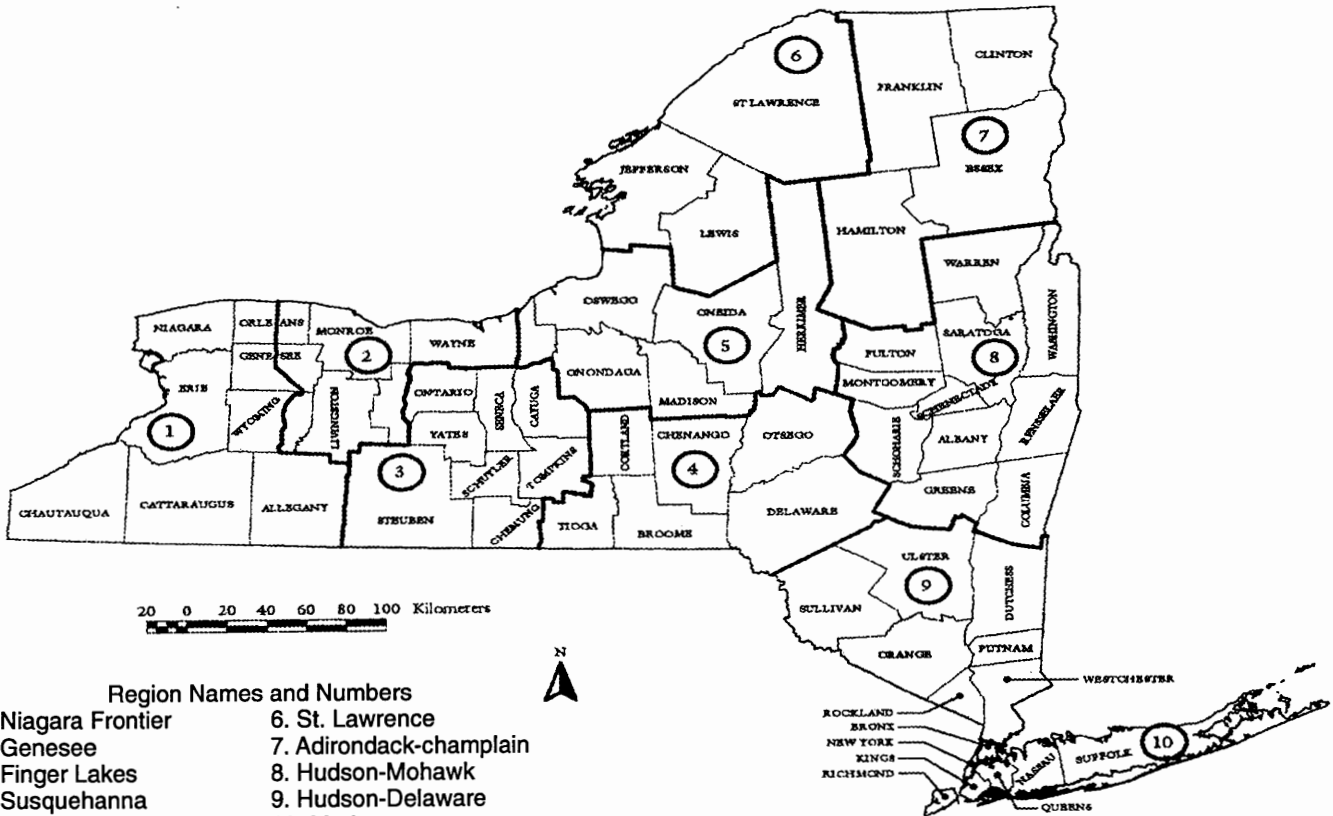 6
CLINTON
FRANKLIN
ST LAWRENCE
7
ESSEX
JEFFERSON
LEWIS
HAMILTON
WARREN
WASHINGTON
OSWEGO
ONEIDA
HERKIMER
NIAGARA
ORLEANS
MONROE
WAYNE
SARATOGA
GENESEE
2
5
FULTON
8
ERIE
ONONDAGA
MONTGOMERY
SCHENECTADY
WYOMING
LIVINGSTON
ONTARIO
SENECA
CAYUGA
MADISON
RENSSELAER
1
YATES
CORTLAND
CHENANGO
OTSEGO
SCHOHARIE
ALBANY
3
SCHUYLER
TOMPKINS
4
GREENE
COLUMBIA
CHAUTAUQUA
CATTARAUGUS
ALLEGANY
STEUBEN
CHEMUNG
TIOGA
BROOME
DELAWARE
ULSTER
9
DUTCHESS
SULLIVAN
20 0 20 40 60 80 100 Kilometers
ORANGE
PUTNAM
N
WESTCHESTER
ROCKLAND
BRONX
NEW YORK
KINGS
RICHMOND
NASSAU
SUFFOLK
10
QUEENS
Region Names and Numbers
Niagara Frontier 6. St. Lawrence
Genesee 7. Adirondack-champlain
Finger Lakes 8. Hudson-Mohawk
Susquehanna 9. Hudson-Delaware